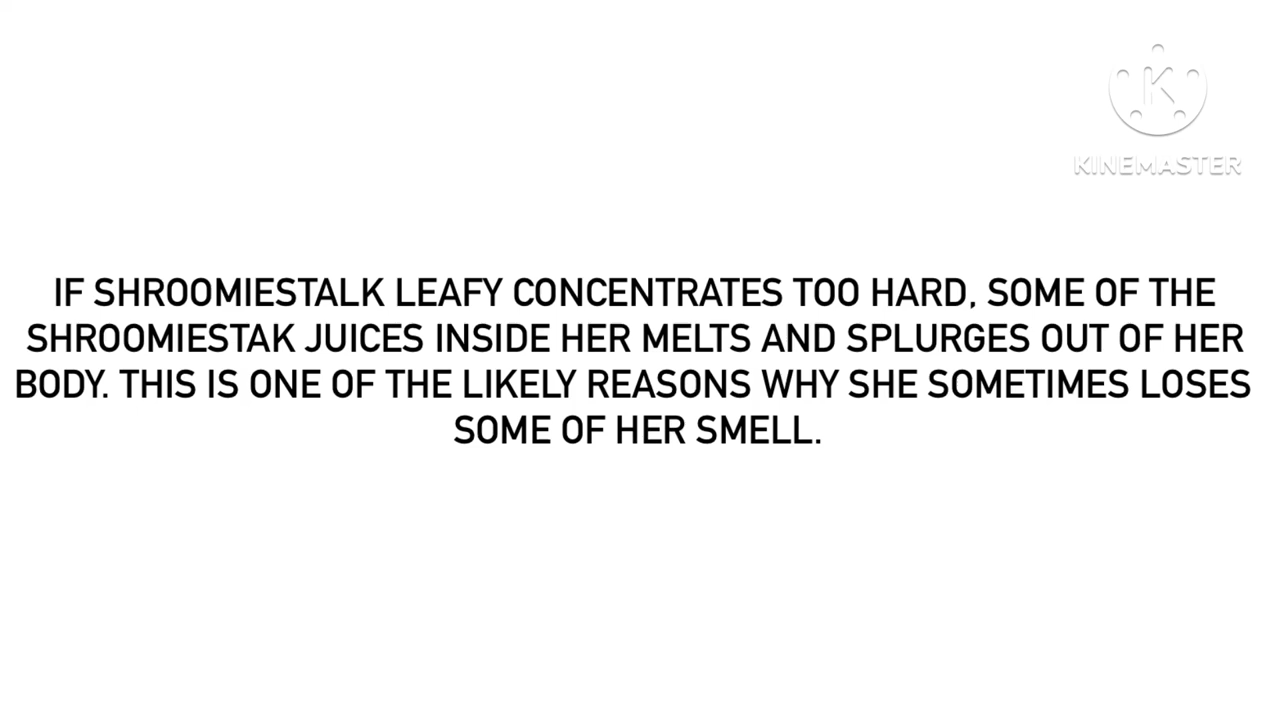 KINEMASTER
IF SHROOMIESTALK LEAFY CONCENTRATES TOO HARD, SOME OF THE
SHROOMIESTAK JUICES INSIDE HER MELTS AND SPLURGES OUT OF HER
BODY. THIS IS ONE OF THE LIKELY REASONS WHY SHE SOMETIMES LOSES
SOME OF HER SMELL.